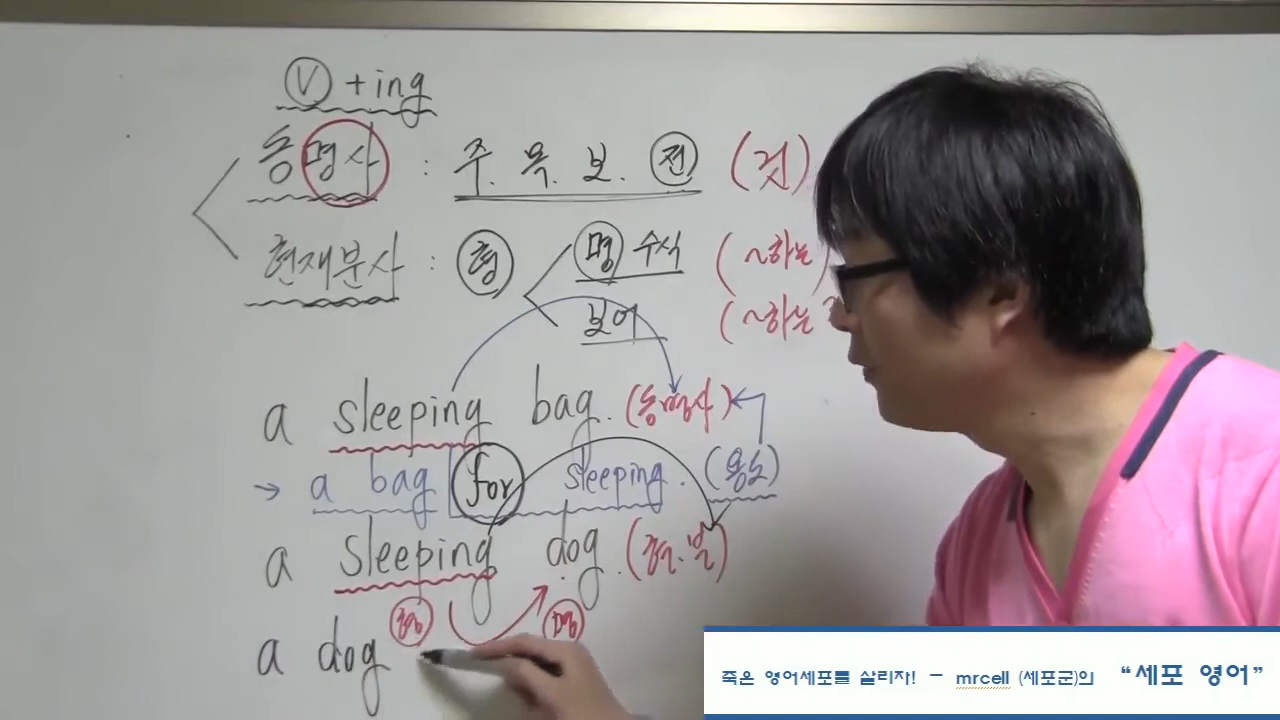 V + ing
동명사 : 주. 목. 보. 전 (것)
현재분사 : 형 명 수식 (~하는)
보어 (~하는
a sleeping bag. (동명사)
→ a bag for sleeping. (용도)
a sleeping dog. (현.분)
형 명
a dog
죽은 영어세포를 살리자! - mrcell (세포군)의 “세포 영어”